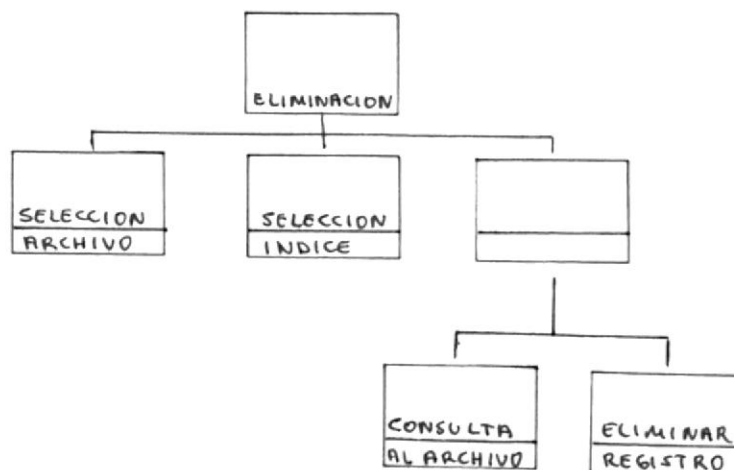 ELIMINACION
SELECCION
ARCHIVO
SELECCION
INDICE
CONSULTA
AL ARCHIVO
ELIMINAR
REGISTRO